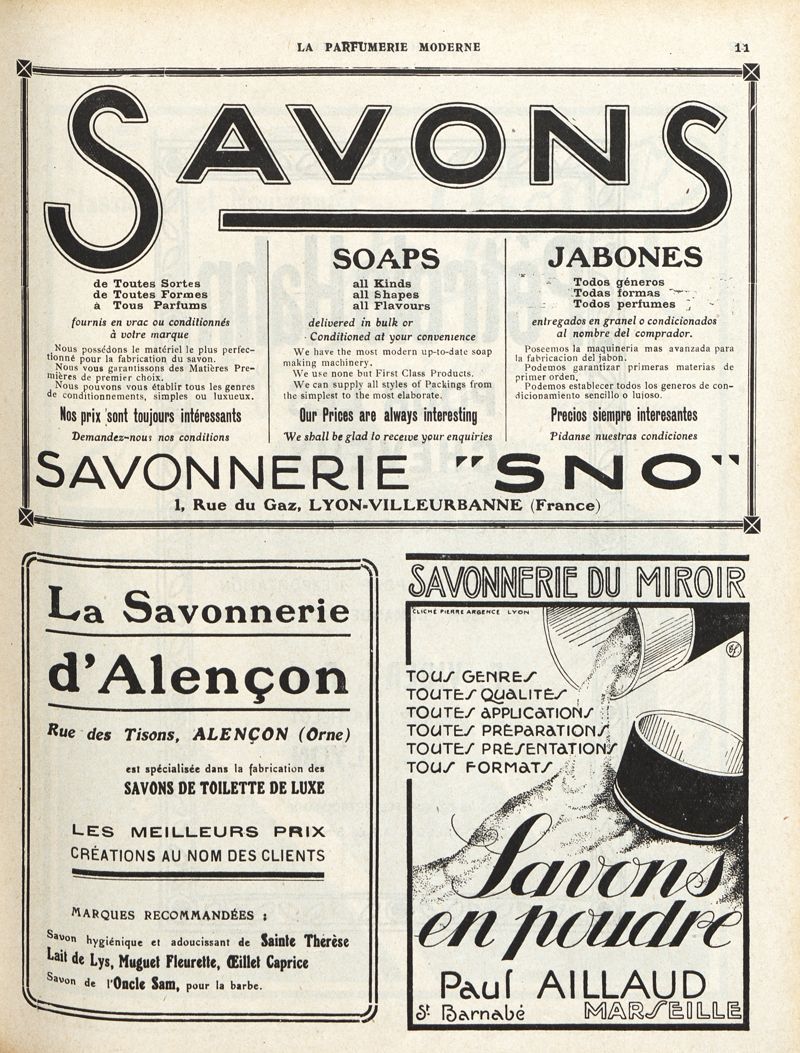 LA PARFUMERIE MODERNE
11
SAVONS
de Toutes Sortes
de Toutes Formes
à Tous Parfums
fournis en vrac ou conditionnés
à votre marque
Nous possédons le matériel le plus perfec-
tionné pour la fabrication du savon.
Nous vous garantissons des Matières Pre-
mières de premier choix.
Nous pouvons vous établir tous les genres
de conditionnements, simples ou luxueux.
Nos prix sont toujours intéressants
Demandez-nous nos conditions
SOAPS
all Kinds
all Shapes
all Flavours
delivered in bulk or
Conditioned at your convenience
We have the most modern up-to-date soap
making machinery.
We use none but First Class Products.
We can supply all styles of Packings from
the simplest to the most elaborate.
Our Prices are always interesting
We shall be glad to receive your enquiries
JABONES
Todos géneros
Todas formas
Todos perfumes
entregados en granel o condicionados
al nombre del comprador.
Poseemos la maquineria mas avanzada para
la fabricacion del jabon.
Podemos garantizar primeras materias de
primer orden,
Podemos establecer todos los generos de con-
dicionamiento sencillo o lujoso.
Precios siempre interesantes
Pidanse nuestras condiciones
SAVONNERIE "SNO"
1, Rue du Gaz, LYON-VILLEURBANNE (France)
La Savonnerie
d'Alençon
Rue des Tisons, ALENÇON (Orne)
est spécialisée dans la fabrication des
SAVONS DE TOILETTE DE LUXE
LES MEILLEURS PRIX
CRÉATIONS AU NOM DES CLIENTS
MARQUES RECOMMANDÉES :
Savon hygiénique et adoucissant de Sainte Thérèse
Lait de Lys, Muguet Fleurette, Œillet Caprice
Savon de l'Oncle Sam, pour la barbe.
SAVONNERIE DU MIROIR
CLICHÉ PIERRE ARGENCE LYON
TOUS GENRES
TOUTES QUALITÉS
TOUTES APPLICATIONS
TOUTES PRÉPARATIONS
TOUTES PRÉSENTATIONS
TOUS FORMATS
Savons
en poudre
Paul AILLAUD
St Barnabé MARSEILLE